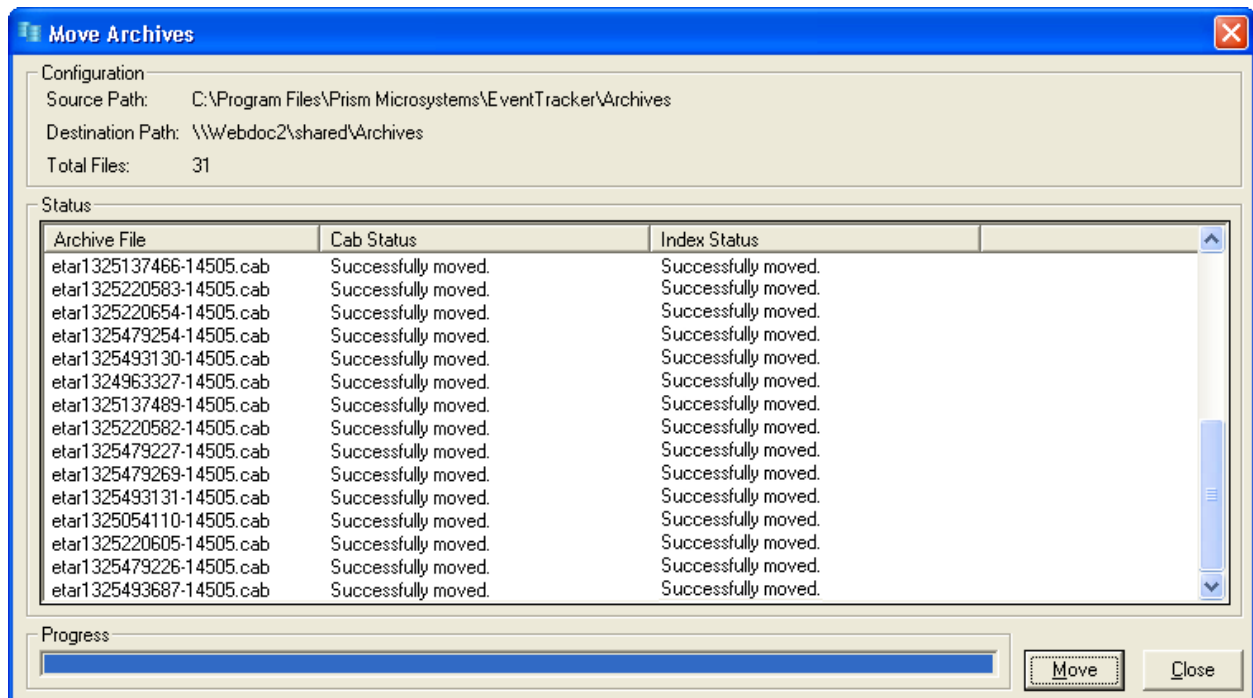 Move Archives
Configuration
Source Path: C:\Program Files\Prism Microsystems\EventTracker\Archives
Destination Path: \\Webdoc2\shared\Archives
Total Files: 31
Status
Archive File Cab Status Index Status
etar1325137466-14505.cab Successfully moved. Successfully moved.
etar1325220583-14505.cab Successfully moved. Successfully moved.
etar1325220654-14505.cab Successfully moved. Successfully moved.
etar1325479254-14505.cab Successfully moved. Successfully moved.
etar1325493130-14505.cab Successfully moved. Successfully moved.
etar1324963327-14505.cab Successfully moved. Successfully moved.
etar1325137489-14505.cab Successfully moved. Successfully moved.
etar1325220582-14505.cab Successfully moved. Successfully moved.
etar1325479227-14505.cab Successfully moved. Successfully moved.
etar1325479269-14505.cab Successfully moved. Successfully moved.
etar1325493131-14505.cab Successfully moved. Successfully moved.
etar1325054110-14505.cab Successfully moved. Successfully moved.
etar1325220605-14505.cab Successfully moved. Successfully moved.
etar1325479226-14505.cab Successfully moved. Successfully moved.
etar1325493687-14505.cab Successfully moved. Successfully moved.
Progress
Move Close